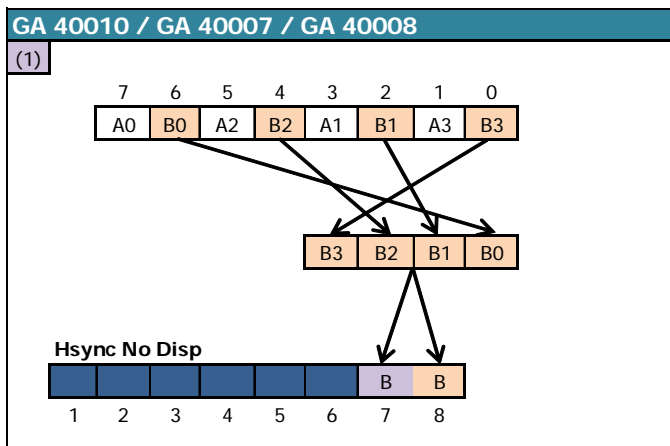 GA 40010 / GA 40007 / GA 40008
(1)
7 6 5 4 3 2 1 0
A0 B0 A2 B2 A1 B1 A3 B3
B3 B2 B1 B0
Hsync No Disp
B B
1 2 3 4 5 6 7 8